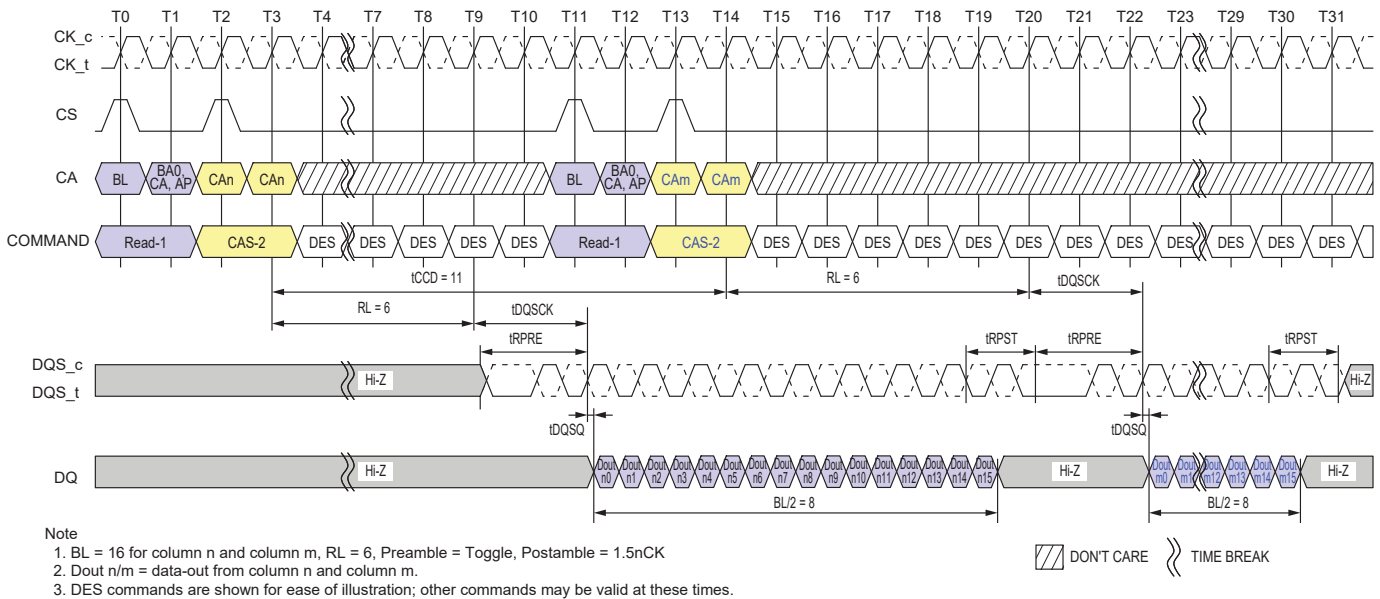 T0 T1 T2 T3 T4 T7 T8 T9 T10 T11 T12 T13 T14 T15 T16 T17 T18 T19 T20 T21 T22 T23 T29 T30 T31
CK_c
CK_t
CS
CA BL BA0, CA, AP CAn CAn BL BA0, CA, AP CAm CAm
COMMAND Read-1 CAS-2 DES DES DES DES DES Read-1 CAS-2 DES DES DES DES DES DES DES DES DES DES DES DES
tCCD = 11 RL = 6 tDQSCK
RL = 6 tDQSCK
tRPRE tRPST tRPRE tRPST
DQS_c
DQS_t
Hi-Z Hi-Z
tDQSQ tDQSQ
DQ Hi-Z Dout n0 Dout n1 Dout n2 Dout n3 Dout n4 Dout n5 Dout n6 Dout n7 Dout n8 Dout n9 Dout n10 Dout n11 Dout n12 Dout n13 Dout n14 Dout n15 Hi-Z Dout m0 Dout m1 Dout m12 Dout m13 Dout m14 Dout m15 Hi-Z
BL/2 = 8 BL/2 = 8
Note
1. BL = 16 for column n and column m, RL = 6, Preamble = Toggle, Postamble = 1.5nCK
2. Dout n/m = data-out from column n and column m.
3. DES commands are shown for ease of illustration; other commands may be valid at these times.
DON'T CARE TIME BREAK